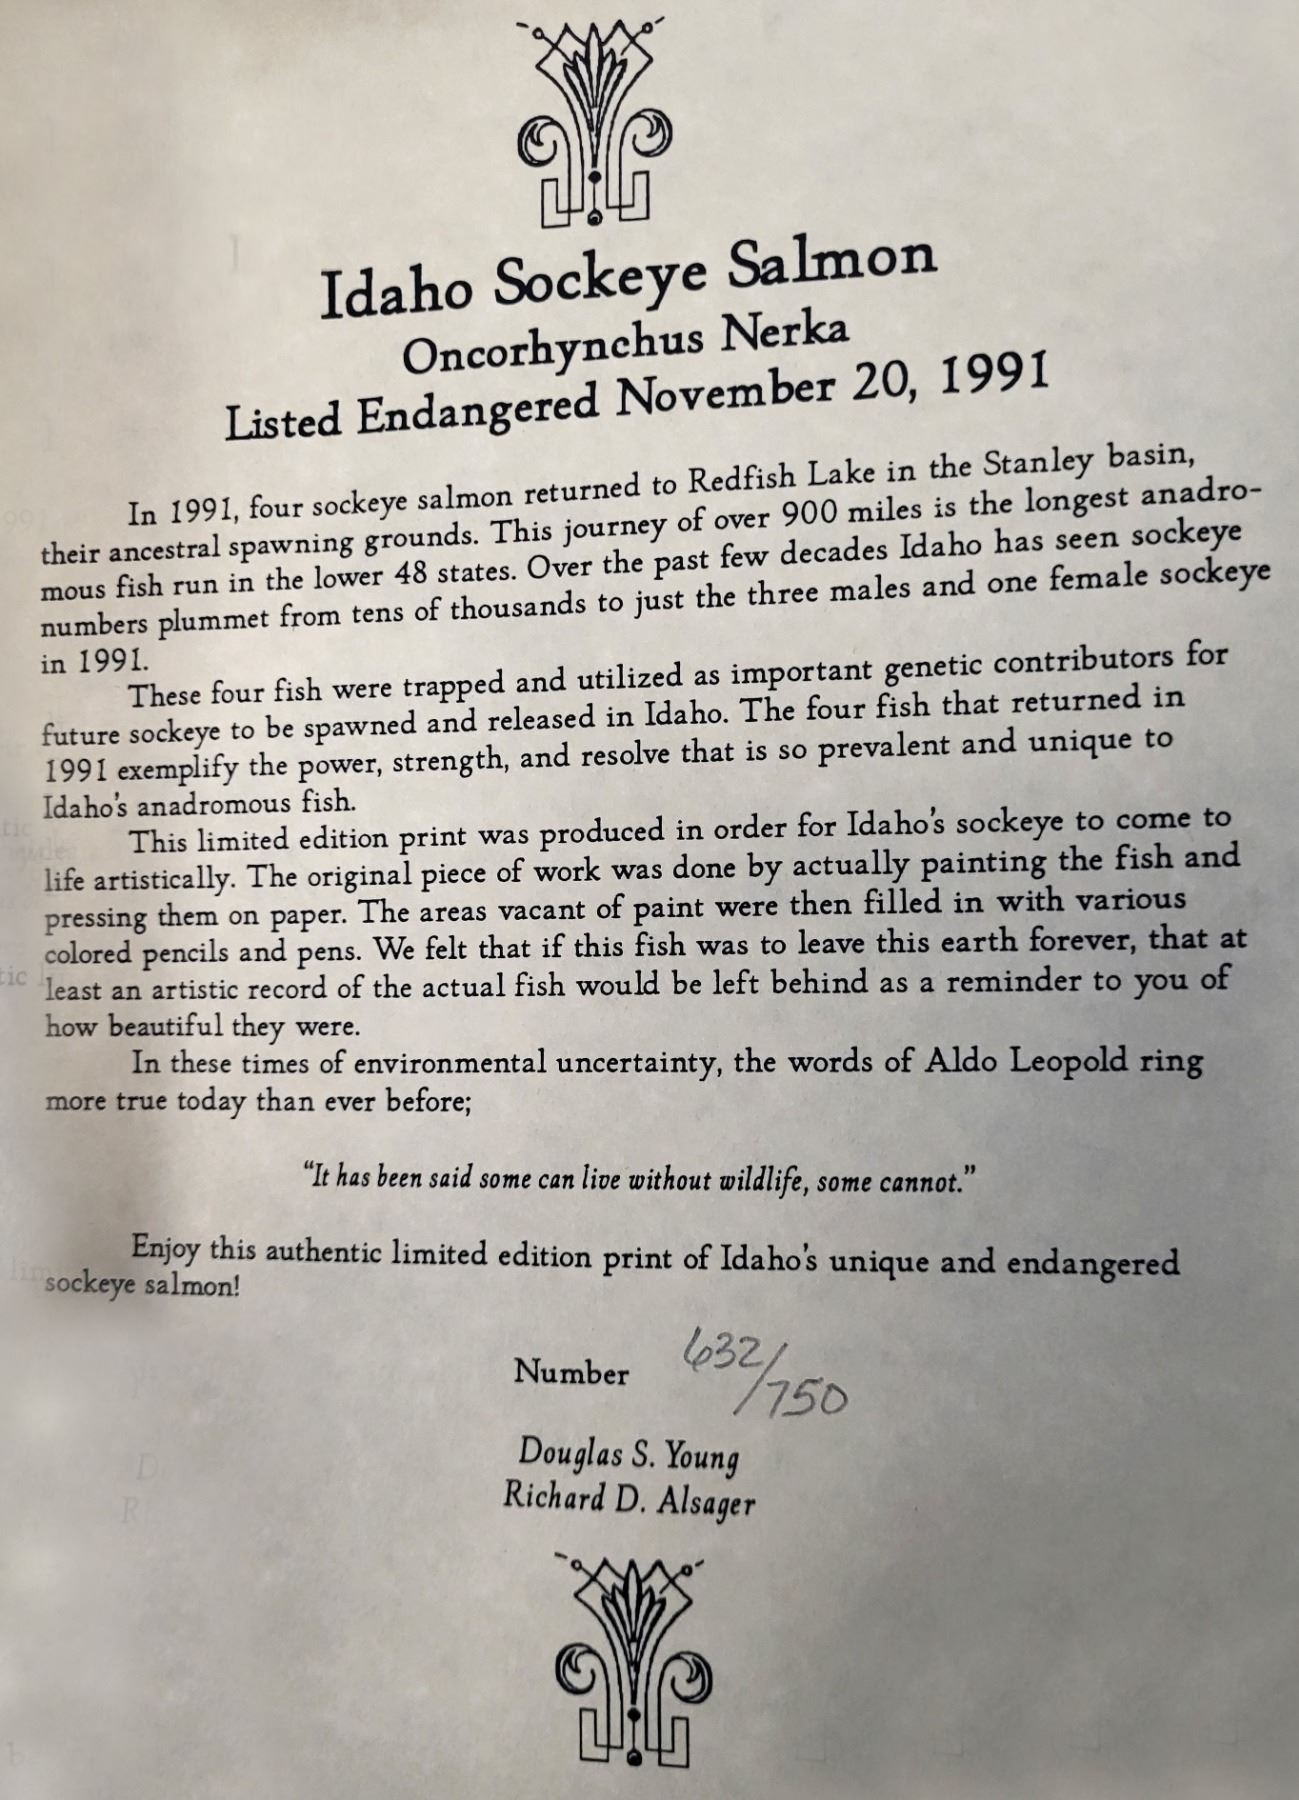 Idaho Sockeye Salmon
Oncorhynchus Nerka
Listed Endangered November 20, 1991
In 1991, four sockeye salmon returned to Redfish Lake in the Stanley basin,
their ancestral spawning grounds. This journey of over 900 miles is the longest anadro-
mous fish run in the lower 48 states. Over the past few decades Idaho has seen sockeye
numbers plummet from tens of thousands to just the three males and one female sockeye
in 1991.
These four fish were trapped and utilized as important genetic contributors for
future sockeye to be spawned and released in Idaho. The four fish that returned in
1991 exemplify the power, strength, and resolve that is so prevalent and unique to
Idaho's anadromous fish.
This limited edition print was produced in order for Idaho's sockeye to come to
life artistically. The original piece of work was done by actually painting the fish and
pressing them on paper. The areas vacant of paint were then filled in with various
colored pencils and pens. We felt that if this fish was to leave this earth forever, that at
least an artistic record of the actual fish would be left behind as a reminder to you of
how beautiful they were.
In these times of environmental uncertainty, the words of Aldo Leopold ring
more true today than ever before;
"It has been said some can live without wildlife, some cannot."
Enjoy this authentic limited edition print of Idaho's unique and endangered
sockeye salmon!
Number 632/750
Douglas S. Young
Richard D. Alsager